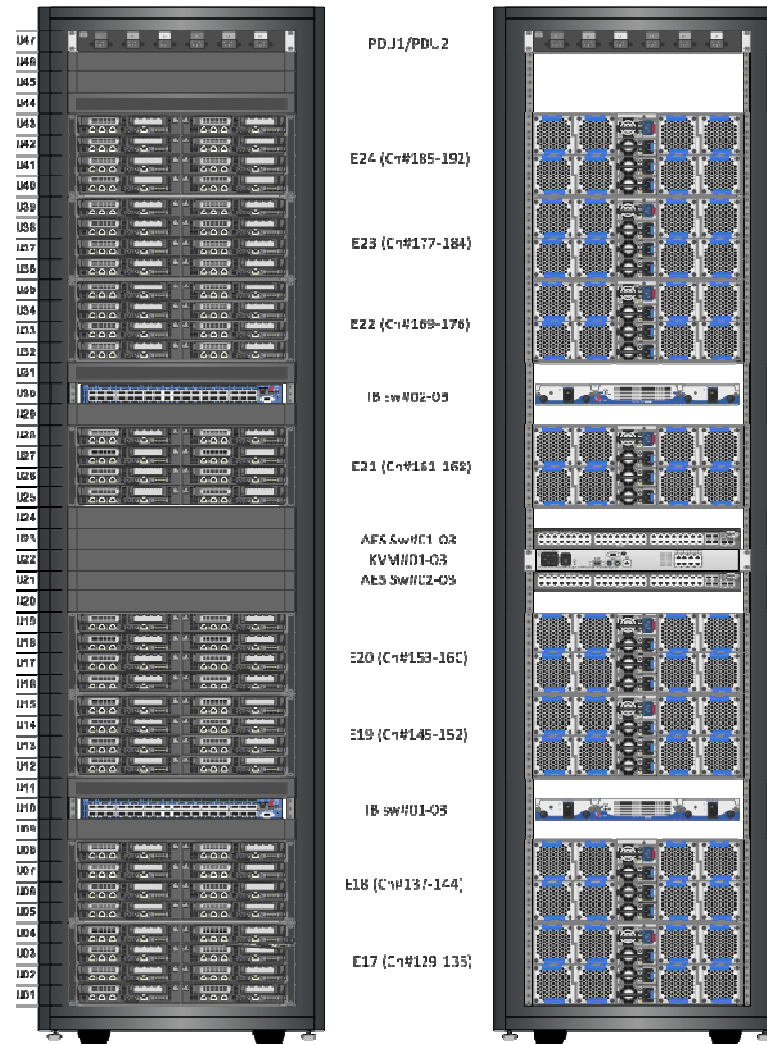 U47
PDU1/PDU2
U46
U45
U44
U43
U42
E24 (Cn#185-192)
U41
U40
U39
U38
E23 (Cn#177-184)
U37
U36
U35
U34
E22 (Cn#169-176)
U33
U32
U31
U30
IB sw#02-03
U29
U28
U27
E21 (Cn#161-168)
U26
U25
U24
U23
AES Sw#01-03
U22
KVM#01-03
U21
AES Sw#02-03
U20
U19
U18
E20 (Cn#153-160)
U17
U16
U15
U14
E19 (Cn#145-152)
U13
U12
U11
U10
IB sw#01-03
U09
U08
U07
E18 (Cn#137-144)
U06
U05
U04
U03
E17 (Cn#129-136)
U02
U01